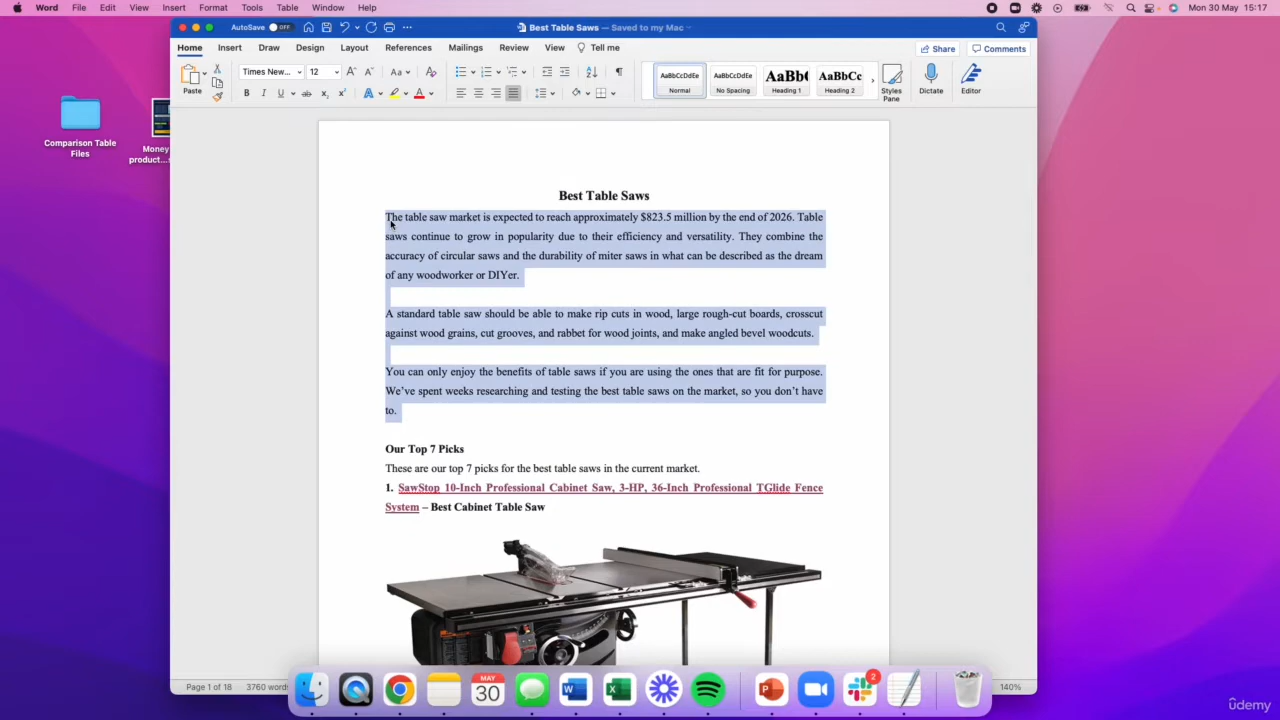 Word File Edit View Insert Format Tools Table Window Help Mon 30 May 15:17
AutoSave OFF Best Table Saws — Saved to my Mac
Home Insert Draw Design Layout References Mailings Review View Tell me Share Comments
Paste Times New... 12 Aa
AaBbCcDdEe AaBbCcDdEe AaBbC AaBbCc
Normal No Spacing Heading 1 Heading 2 Styles Pane Dictate Editor
Comparison Table
Files
Money
product...s
Best Table Saws
The table saw market is expected to reach approximately $823.5 million by the end of 2026. Table
saws continue to grow in popularity due to their efficiency and versatility. They combine the
accuracy of circular saws and the durability of miter saws in what can be described as the dream
of any woodworker or DIYer.
A standard table saw should be able to make rip cuts in wood, large rough-cut boards, crosscut
against wood grains, cut grooves, and rabbet for wood joints, and make angled bevel woodcuts.
You can only enjoy the benefits of table saws if you are using the ones that are fit for purpose.
We’ve spent weeks researching and testing the best table saws on the market, so you don’t have
to.
Our Top 7 Picks
These are our top 7 picks for the best table saws in the current market.
1. SawStop 10-Inch Professional Cabinet Saw, 3-HP, 36-Inch Professional TGlide Fence
System – Best Cabinet Table Saw
Page 1 of 18 3760 words 140%
MAY
30
2
udemy